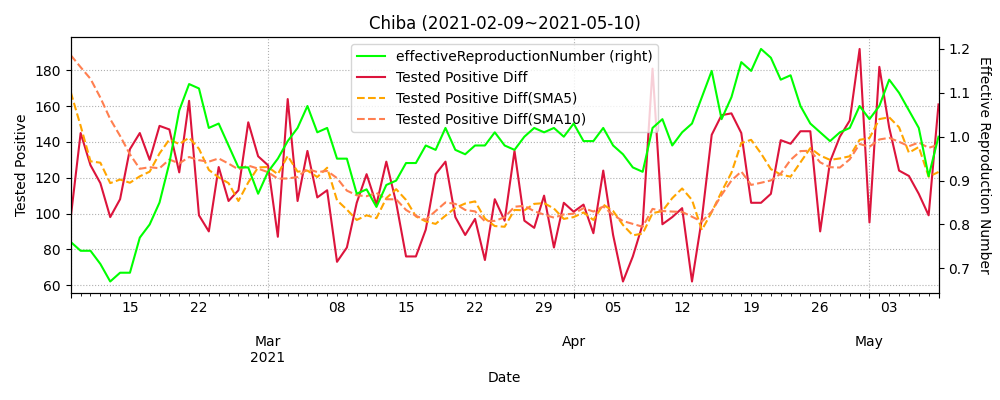 Chiba (2021-02-09~2021-05-10)
effectiveReproductionNumber (right)
Tested Positive Diff
Tested Positive Diff(SMA5)
Tested Positive Diff(SMA10)
Tested Positive
180
160
140
120
100
80
60
Effective Reproduction Number
1.2
1.1
1.0
0.9
0.8
0.7
15 22 08 15 22 29 05 12 19 26 03
Mar Apr May
2021
Date